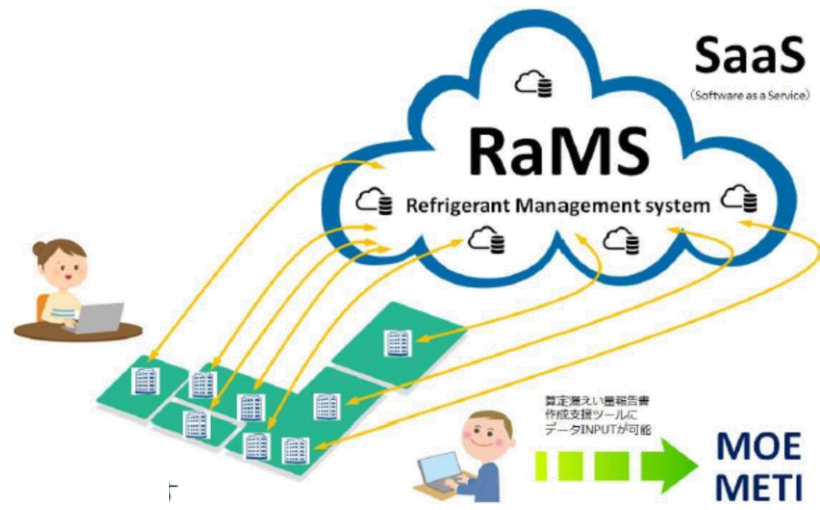 SaaS
(Software as a Service)
RaMS
Refrigerant Management system
算定漏えい量報告書
作成支援ツールに
データINPUTが可能
MOE
METI
す